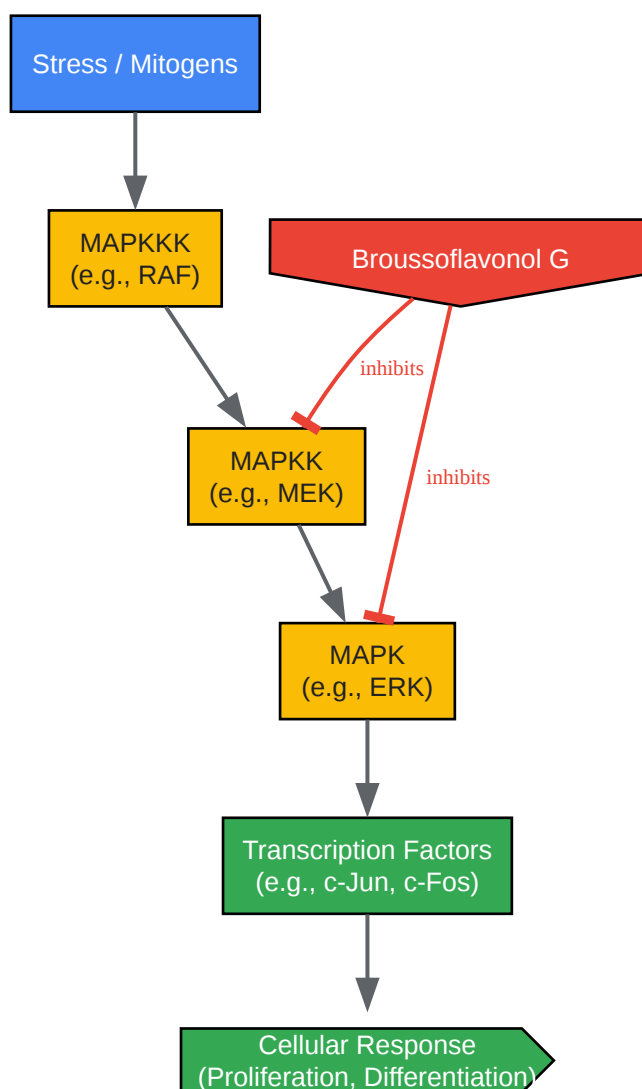 Stress / Mitogens
MAPKKK
(e.g., RAF)
Broussoflavonol G
inhibits
MAPKK
(e.g., MEK)
inhibits
MAPK
(e.g., ERK)
Transcription Factors
(e.g., c-Jun, c-Fos)
Cellular Response
(Proliferation, Differentiation)